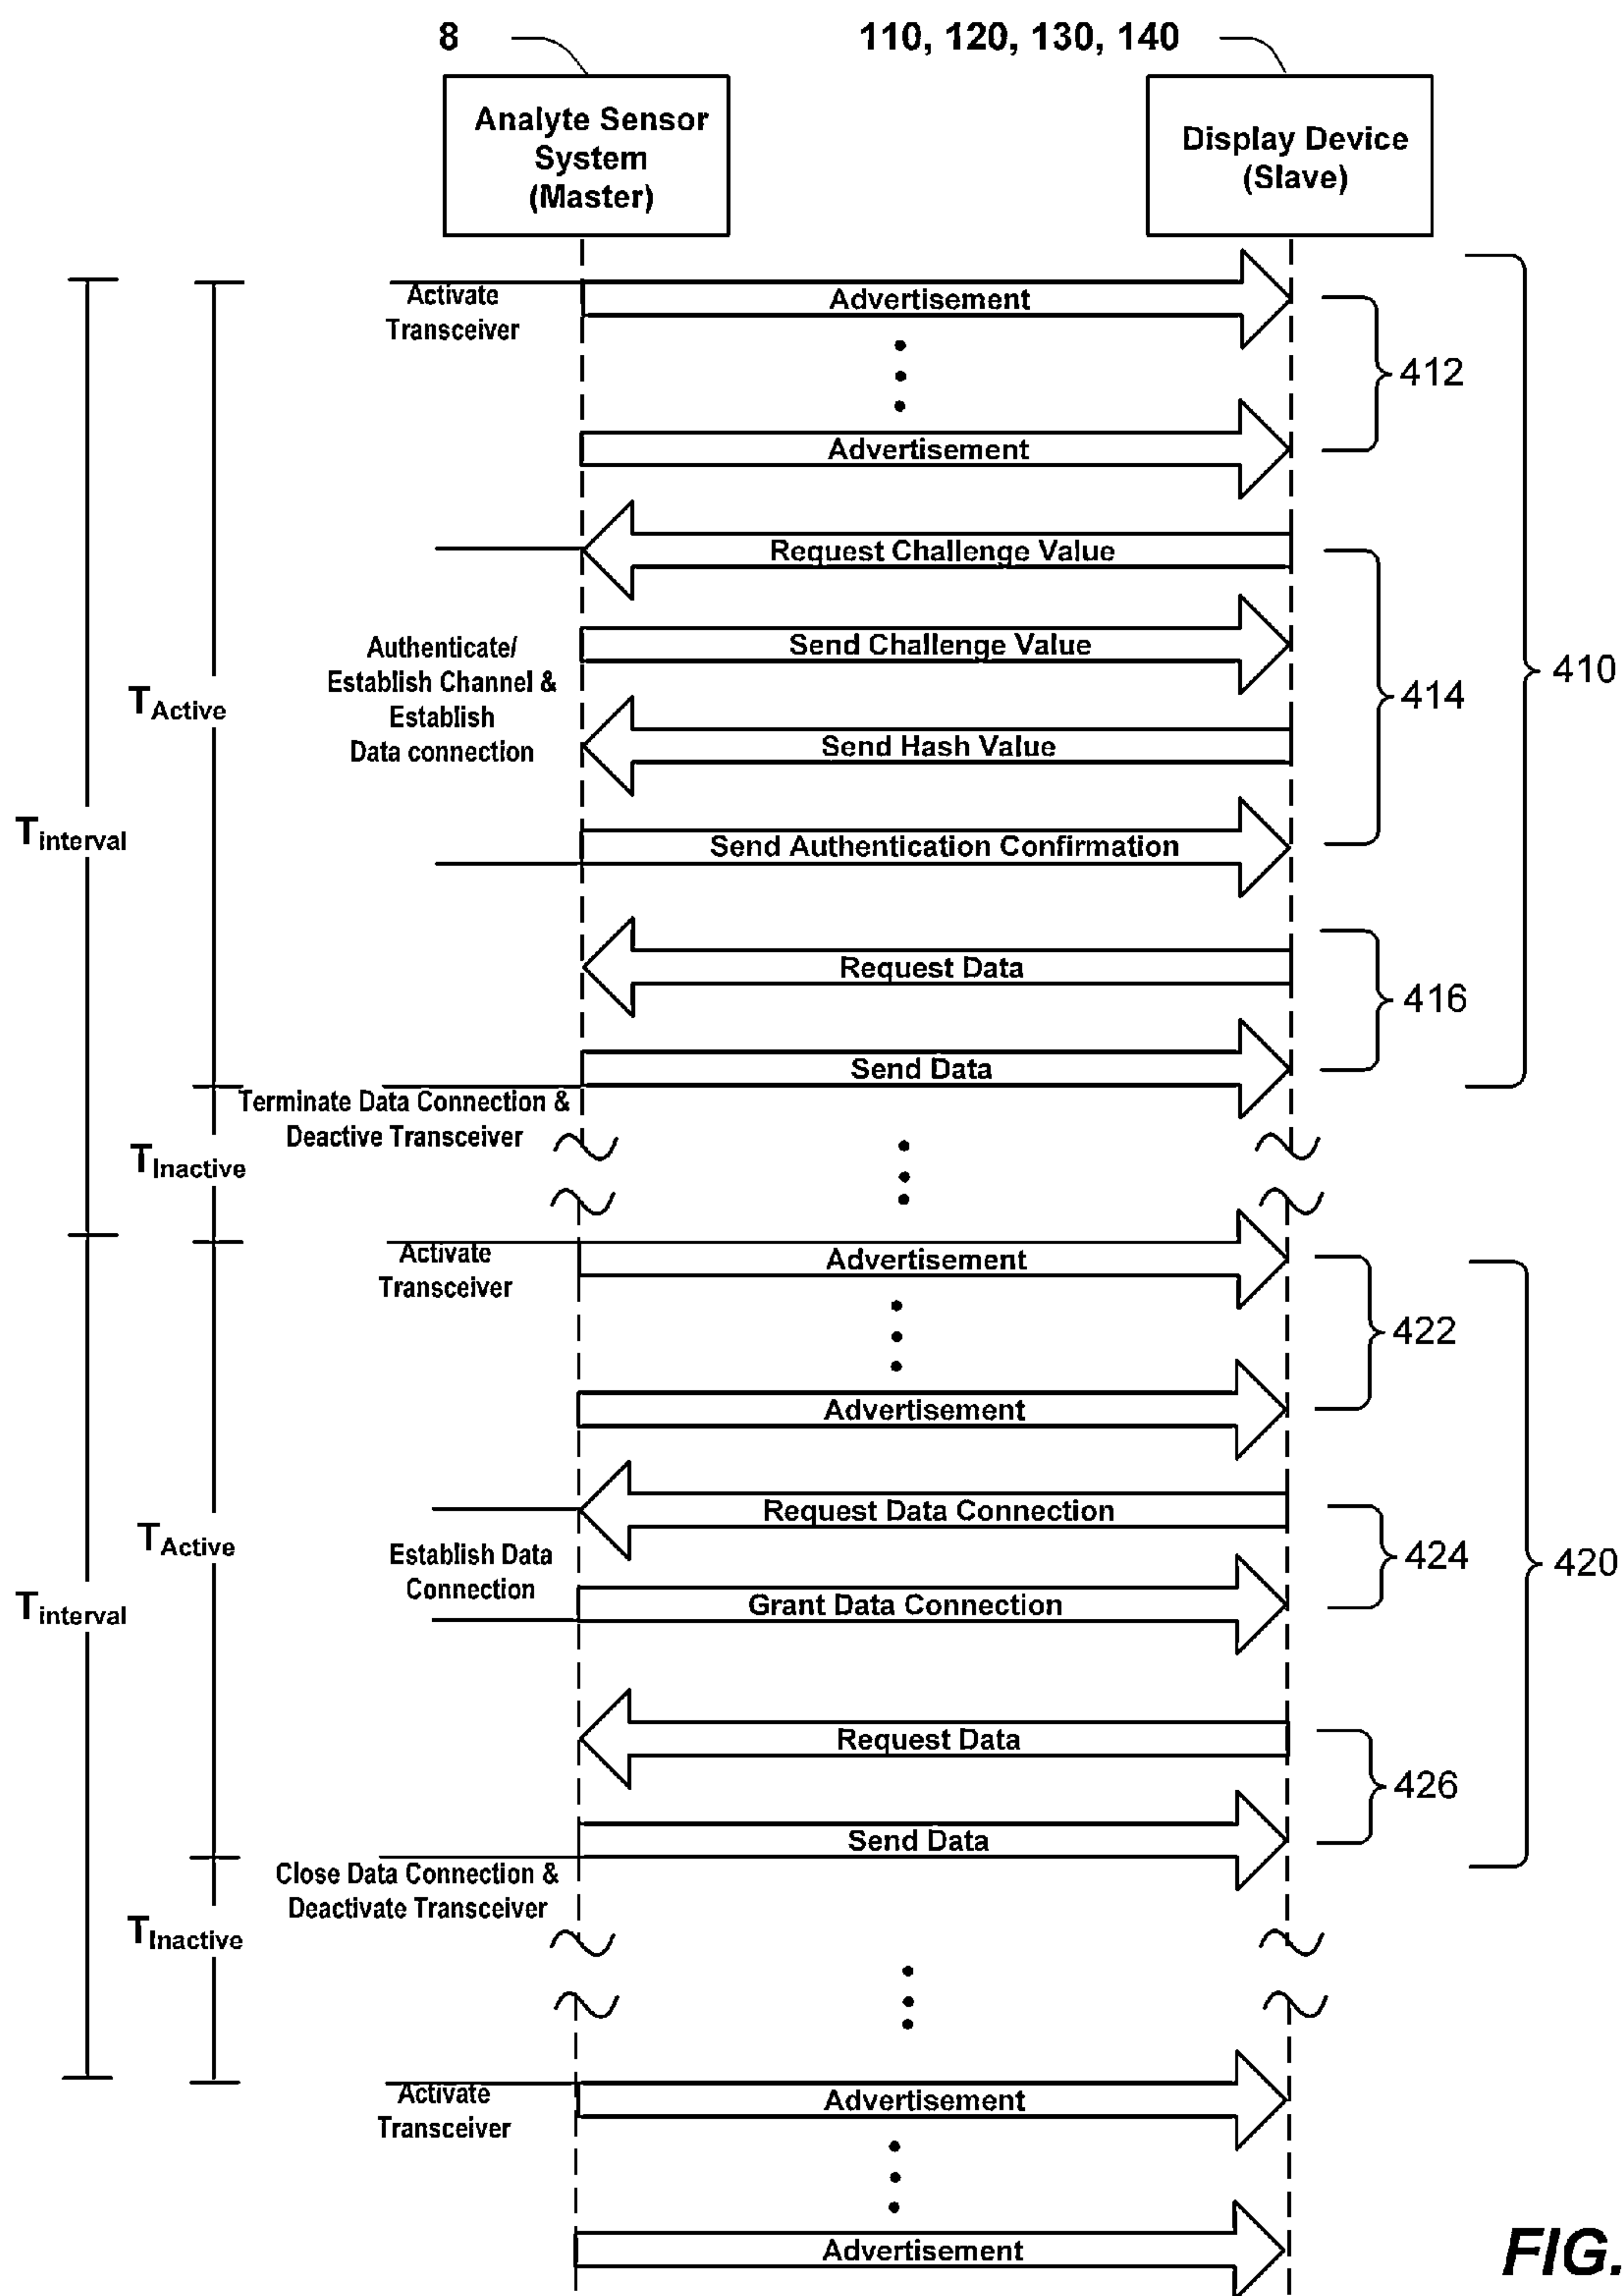 8
110, 120, 130, 140
Analyte Sensor
System
(Master)
Display Device
(Slave)
Activate
Transceiver
Advertisement
412
Advertisement
Request Challenge Value
Authenticate/
Establish Channel &
Establish
Data connection
Send Challenge Value
410
TActive
414
Send Hash Value
Tinterval
Send Authentication Confirmation
Request Data
416
Send Data
Terminate Data Connection &
Deactive Transceiver
TInactive
Activate
Transceiver
Advertisement
422
Advertisement
Request Data Connection
TActive
Establish Data
Connection
424
420
Grant Data Connection
Tinterval
Request Data
426
Send Data
Close Data Connection &
Deactivate Transceiver
TInactive
Activate
Transceiver
Advertisement
Advertisement
FIG.